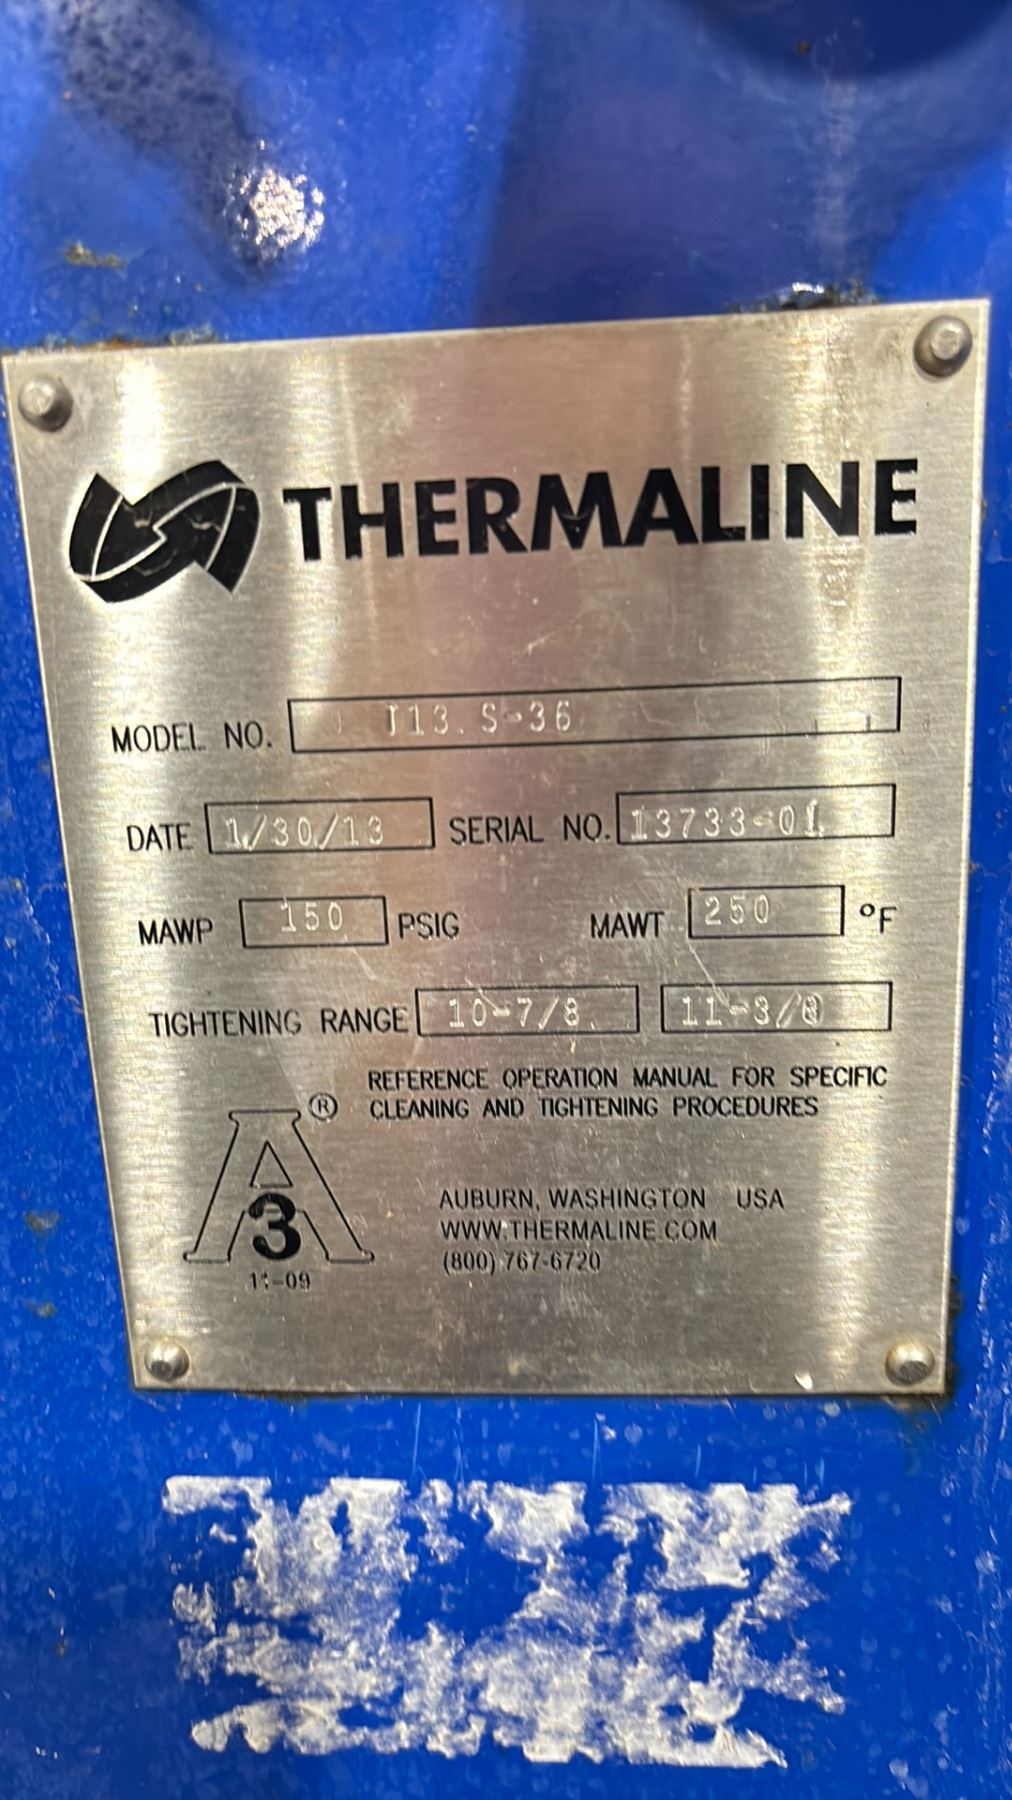 THERMALINE
MODEL NO. T13.S-36
DATE 1/30/13 SERIAL NO. 13733-01
MAWP 150 PSIG MAWT 250 °F
TIGHTENING RANGE 10-7/8 11-3/8
REFERENCE OPERATION MANUAL FOR SPECIFIC
CLEANING AND TIGHTENING PROCEDURES
®
A
3
11-09
AUBURN, WASHINGTON USA
WWW.THERMALINE.COM
(800) 767-6720